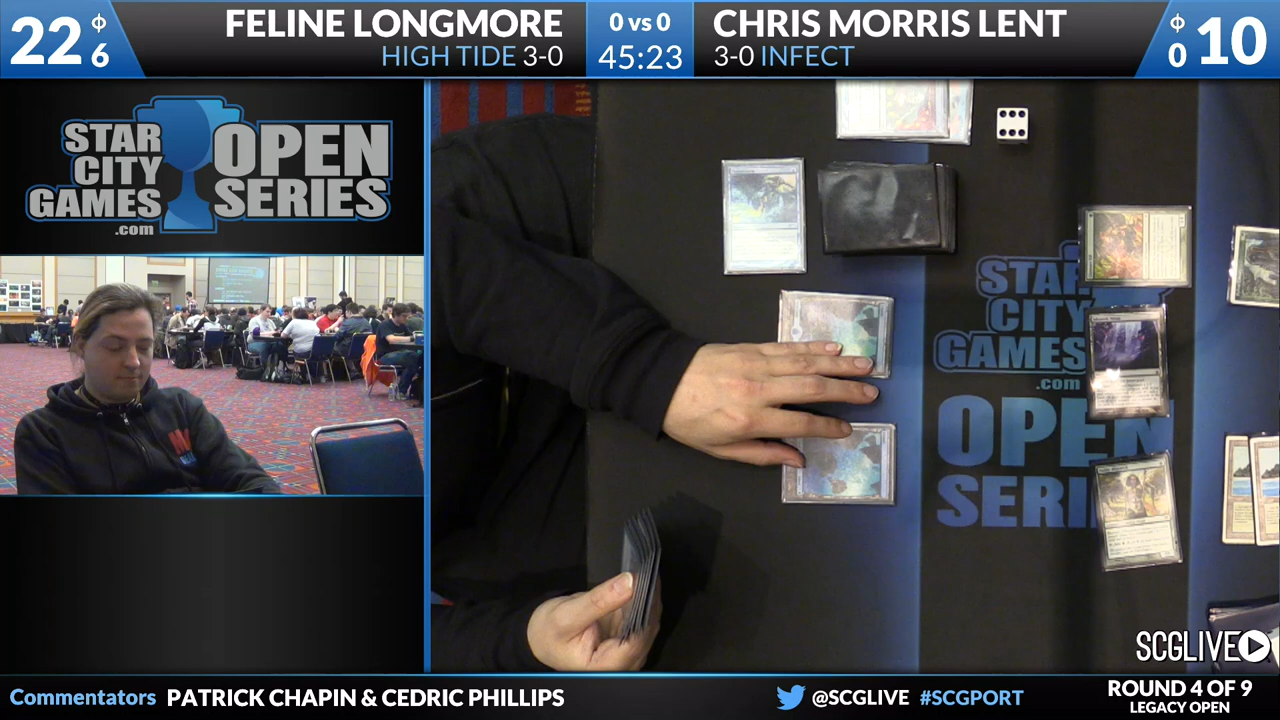 22 ϕ 6
FELINE LONGMORE
HIGH TIDE 3-0
0 vs 0
45:23
CHRIS MORRIS LENT
3-0 INFECT
ϕ 0 10
STAR
CITY
GAMES
.com
OPEN
SERIES
STAR
CITY
GAMES
.com
OPEN
SERI
SCGLIVE
Commentators PATRICK CHAPIN & CEDRIC PHILLIPS
@SCGLIVE #SCGPORT
ROUND 4 OF 9
LEGACY OPEN